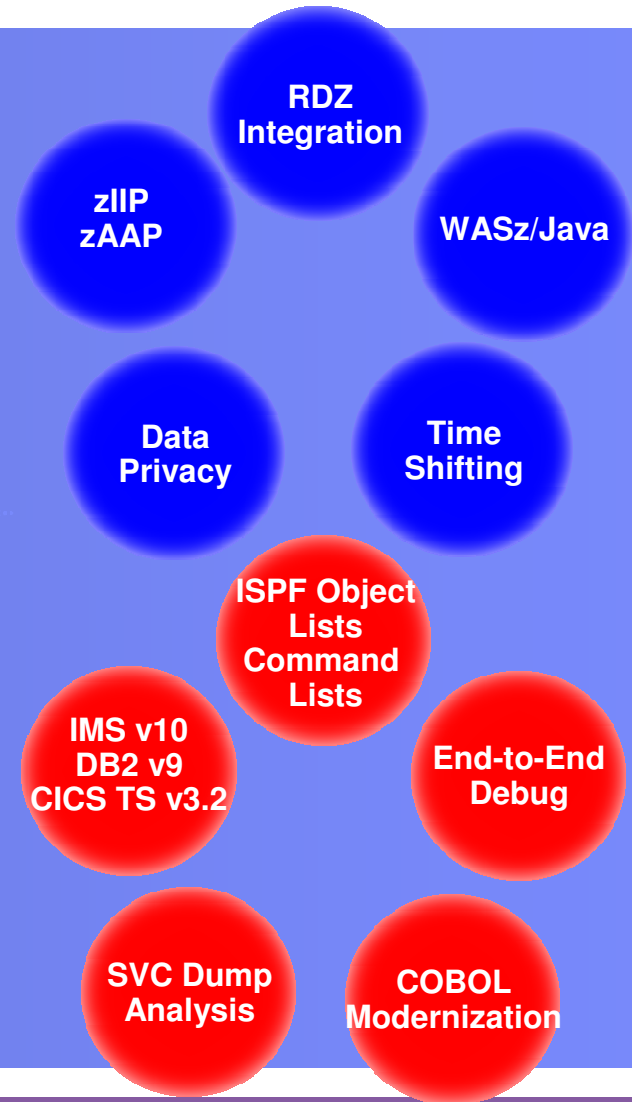 RDZ
Integration
zIIP
zAAP
WASz/Java
Data
Privacy
Time
Shifting
ISPF Object
Lists
Command
Lists
IMS v10
DB2 v9
CICS TS v3.2
End-to-End
Debug
SVC Dump
Analysis
COBOL
Modernization